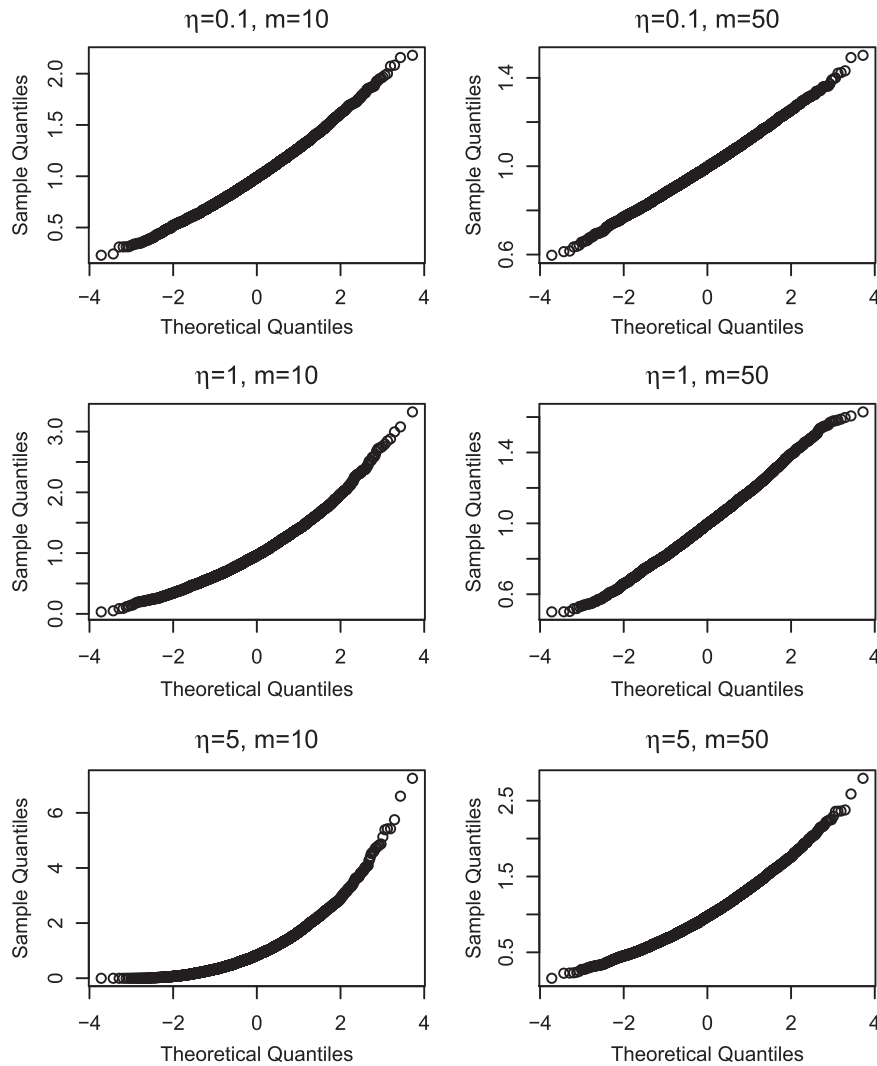 η=0.1, m=10
Sample Quantiles
2.0
1.5
1.0
0.5
−4 −2 0 2 4
Theoretical Quantiles
η=0.1, m=50
Sample Quantiles
1.4
1.0
0.6
−4 −2 0 2 4
Theoretical Quantiles
η=1, m=10
Sample Quantiles
3.0
2.0
1.0
0.0
−4 −2 0 2 4
Theoretical Quantiles
η=1, m=50
Sample Quantiles
1.4
1.0
0.6
−4 −2 0 2 4
Theoretical Quantiles
η=5, m=10
Sample Quantiles
6
4
2
0
−4 −2 0 2 4
Theoretical Quantiles
η=5, m=50
Sample Quantiles
2.5
1.5
0.5
−4 −2 0 2 4
Theoretical Quantiles